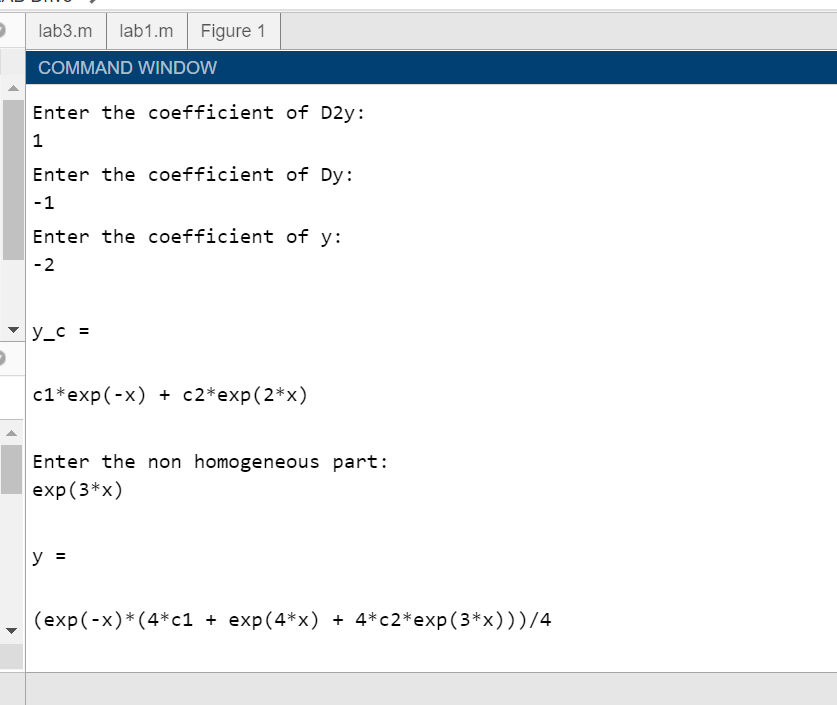 lab3.m lab1.m Figure 1
COMMAND WINDOW
Enter the coefficient of D2y:
1
Enter the coefficient of Dy:
-1
Enter the coefficient of y:
-2
y_c =
c1*exp(-x) + c2*exp(2*x)
Enter the non homogeneous part:
exp(3*x)
y =
(exp(-x)*(4*c1 + exp(4*x) + 4*c2*exp(3*x)))/4